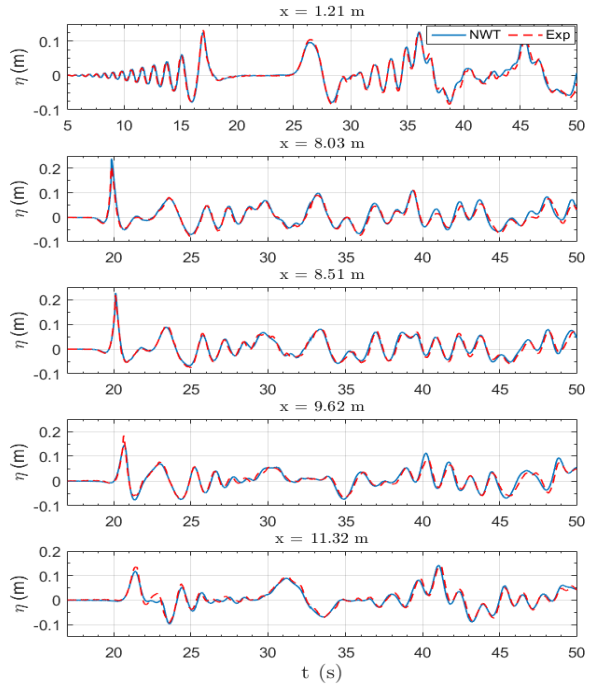 x = 1.21 m
NWT Exp
η (m)
0.1
0
-0.1
5 10 15 20 25 30 35 40 45 50
x = 8.03 m
η (m)
0.2
0.1
0
-0.1
20 25 30 35 40 45 50
x = 8.51 m
η (m)
0.2
0.1
0
-0.1
20 25 30 35 40 45 50
x = 9.62 m
η (m)
0.2
0.1
0
-0.1
20 25 30 35 40 45 50
x = 11.32 m
η (m)
0.2
0.1
0
-0.1
20 25 30 35 40 45 50
t (s)